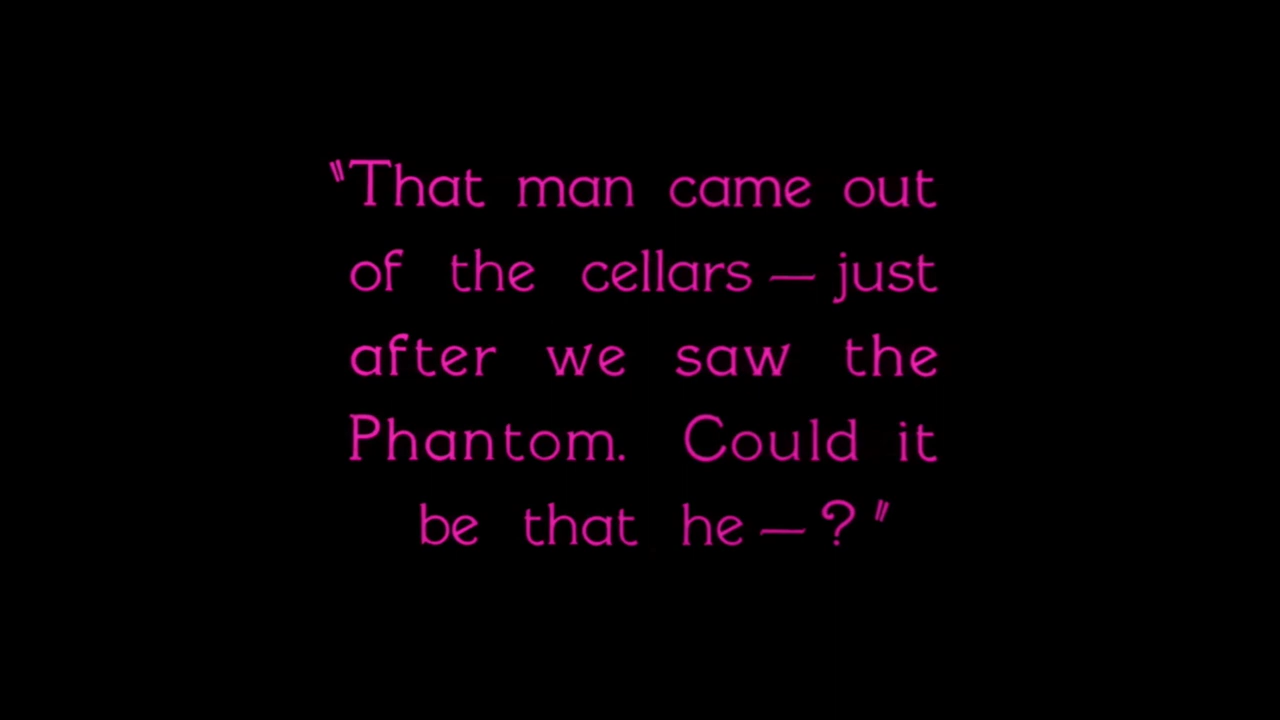 "That man came out
of the cellars — just
after we saw the
Phantom. Could it
be that he — ?"